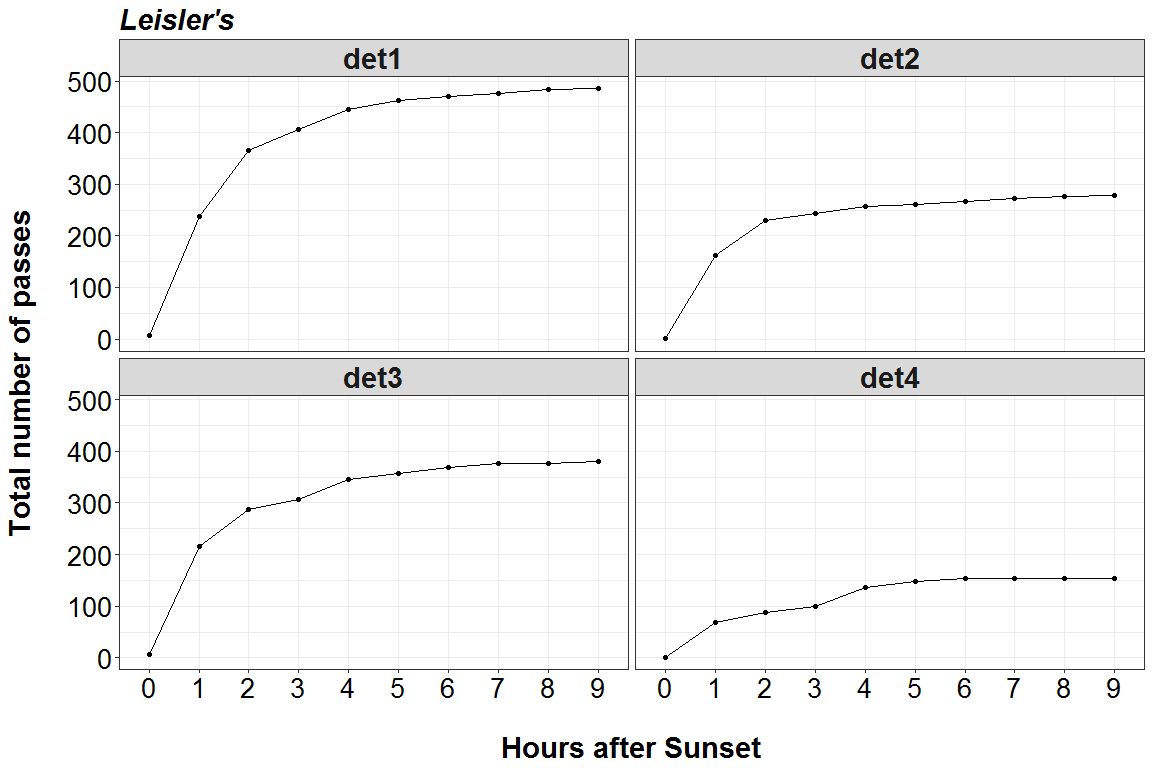 Leisler's
det1
det2
500
400
300
200
100
0
det3
det4
500
400
300
200
100
0
0 1 2 3 4 5 6 7 8 9
0 1 2 3 4 5 6 7 8 9
Total number of passes
Hours after Sunset